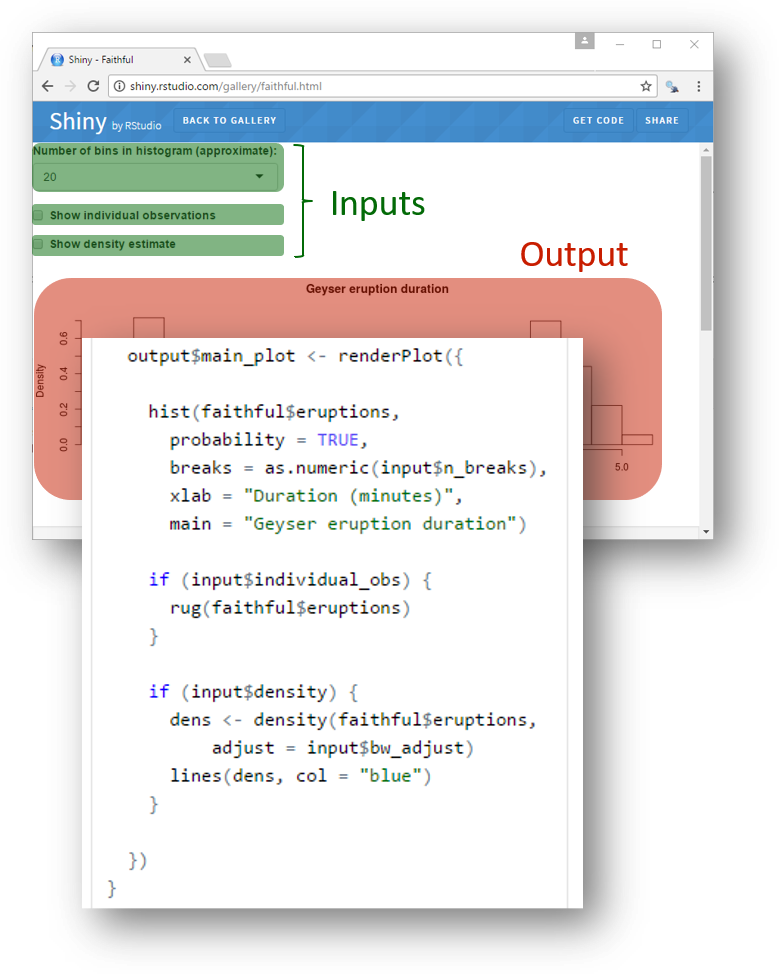 Shiny - Faithful
shiny.rstudio.com/gallery/faithful.html
Shiny by RStudio BACK TO GALLERY GET CODE SHARE
Number of bins in histogram (approximate):
20
Show individual observations
Show density estimate
Inputs
Output
Geyser eruption duration
Density
0.0 0.2 0.4 0.6
5.0
output$main_plot <- renderPlot({
hist(faithful$eruptions,
probability = TRUE,
breaks = as.numeric(input$n_breaks),
xlab = "Duration (minutes)",
main = "Geyser eruption duration")
if (input$individual_obs) {
rug(faithful$eruptions)
}
if (input$density) {
dens <- density(faithful$eruptions,
adjust = input$bw_adjust)
lines(dens, col = "blue")
}
})
}